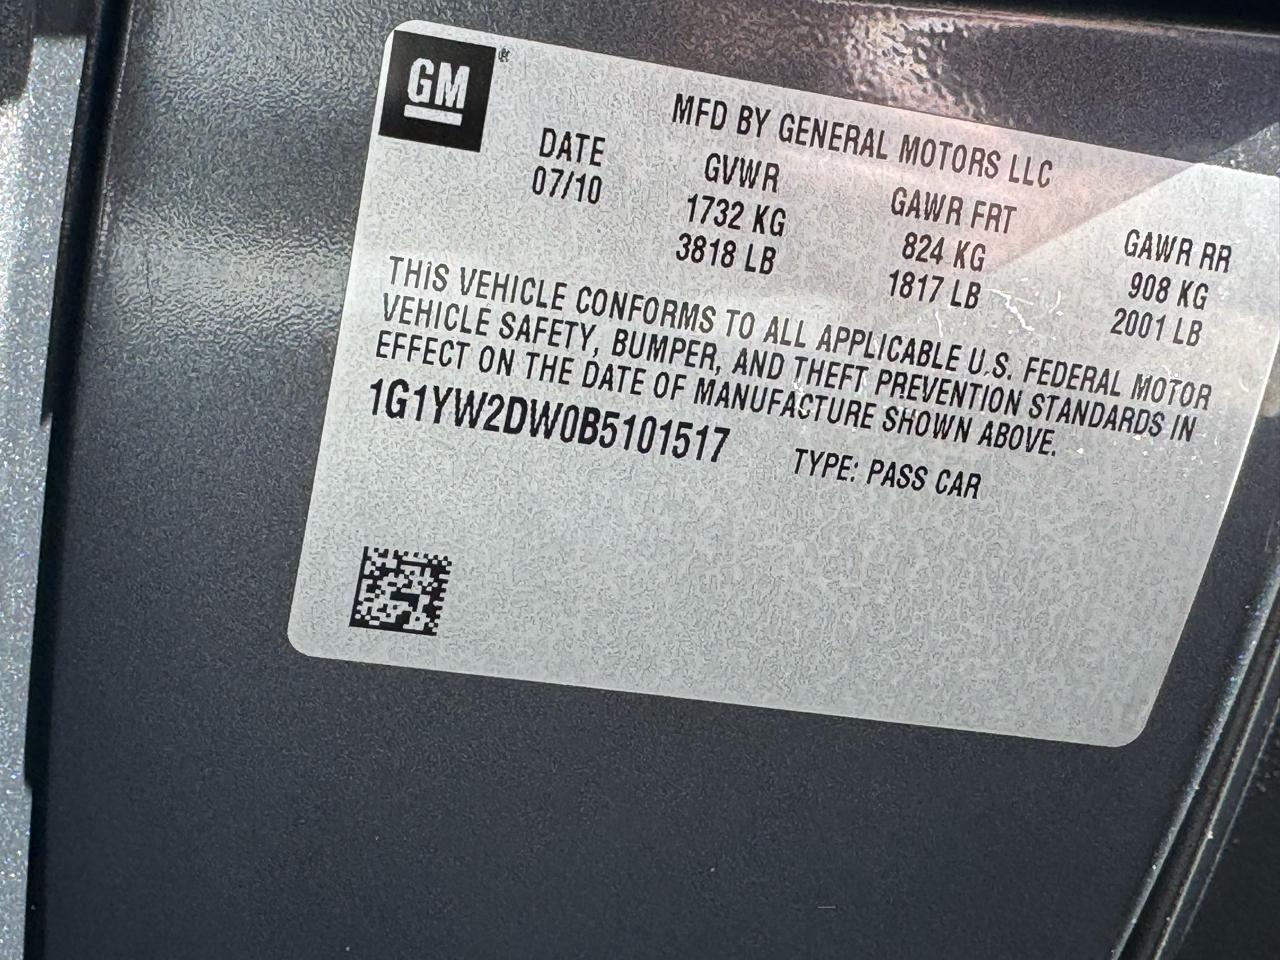 GM
MFD BY GENERAL MOTORS LLC
DATE GVWR GAWR FRT GAWR RR
07/10 1732 KG 824 KG 908 KG
3818 LB 1817 LB 2001 LB
THIS VEHICLE CONFORMS TO ALL APPLICABLE U.S. FEDERAL MOTOR
VEHICLE SAFETY, BUMPER, AND THEFT PREVENTION STANDARDS IN
EFFECT ON THE DATE OF MANUFACTURE SHOWN ABOVE.
1G1YW2DW0B5101517 TYPE: PASS CAR